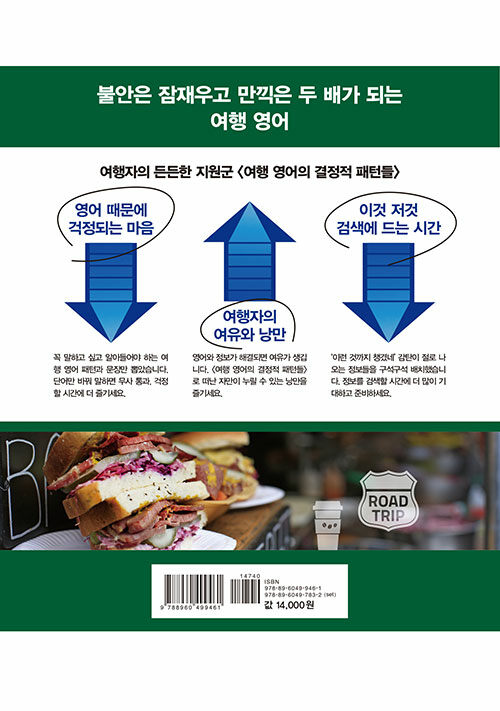 불안은 잠재우고 만끽은 두 배가 되는
여행 영어
여행자의 든든한 지원군 <여행 영어의 결정적 패턴들>
영어 때문에
걱정되는 마음
여행자의
여유와 낭만
이것 저것
검색에 드는 시간
꼭 말하고 싶고 알아들어야 하는 여
행 영어 패턴과 문장만 뽑았습니다.
단어만 바꿔 말하면 무사 통과, 걱정
할 시간에 더 즐기세요.
영어와 정보가 해결되면 여유가 생깁
니다. <여행 영어의 결정적 패턴들>
로 떠난 자만이 누릴 수 있는 낭만을
즐기세요.
'이런 것까지 챙겼네' 감탄이 절로 나
오는 정보들을 구석구석 배치했습니
다. 정보를 검색할 시간에 더 많이 기
대하고 준비하세요.
BA
ROAD
TRIP
14740
9 788960 499461
ISBN
978-89-6049-946-1
978-89-6049-783-2 (set)
값 14,000원